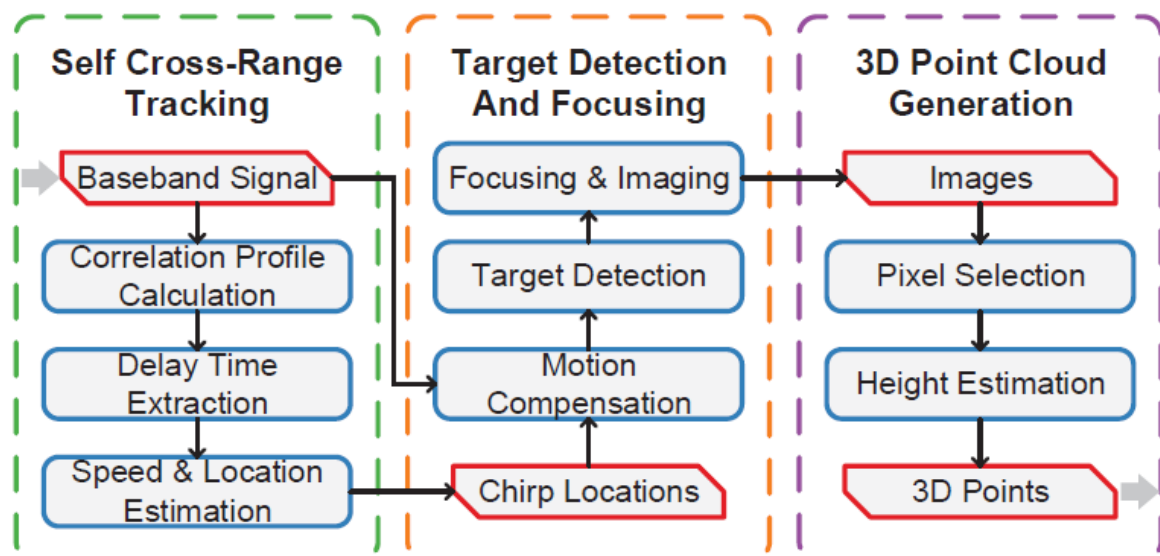 Self Cross-Range
Tracking
Baseband Signal
Correlation Profile
Calculation
Delay Time
Extraction
Speed & Location
Estimation
Target Detection
And Focusing
Focusing & Imaging
Target Detection
Motion
Compensation
Chirp Locations
3D Point Cloud
Generation
Images
Pixel Selection
Height Estimation
3D Points